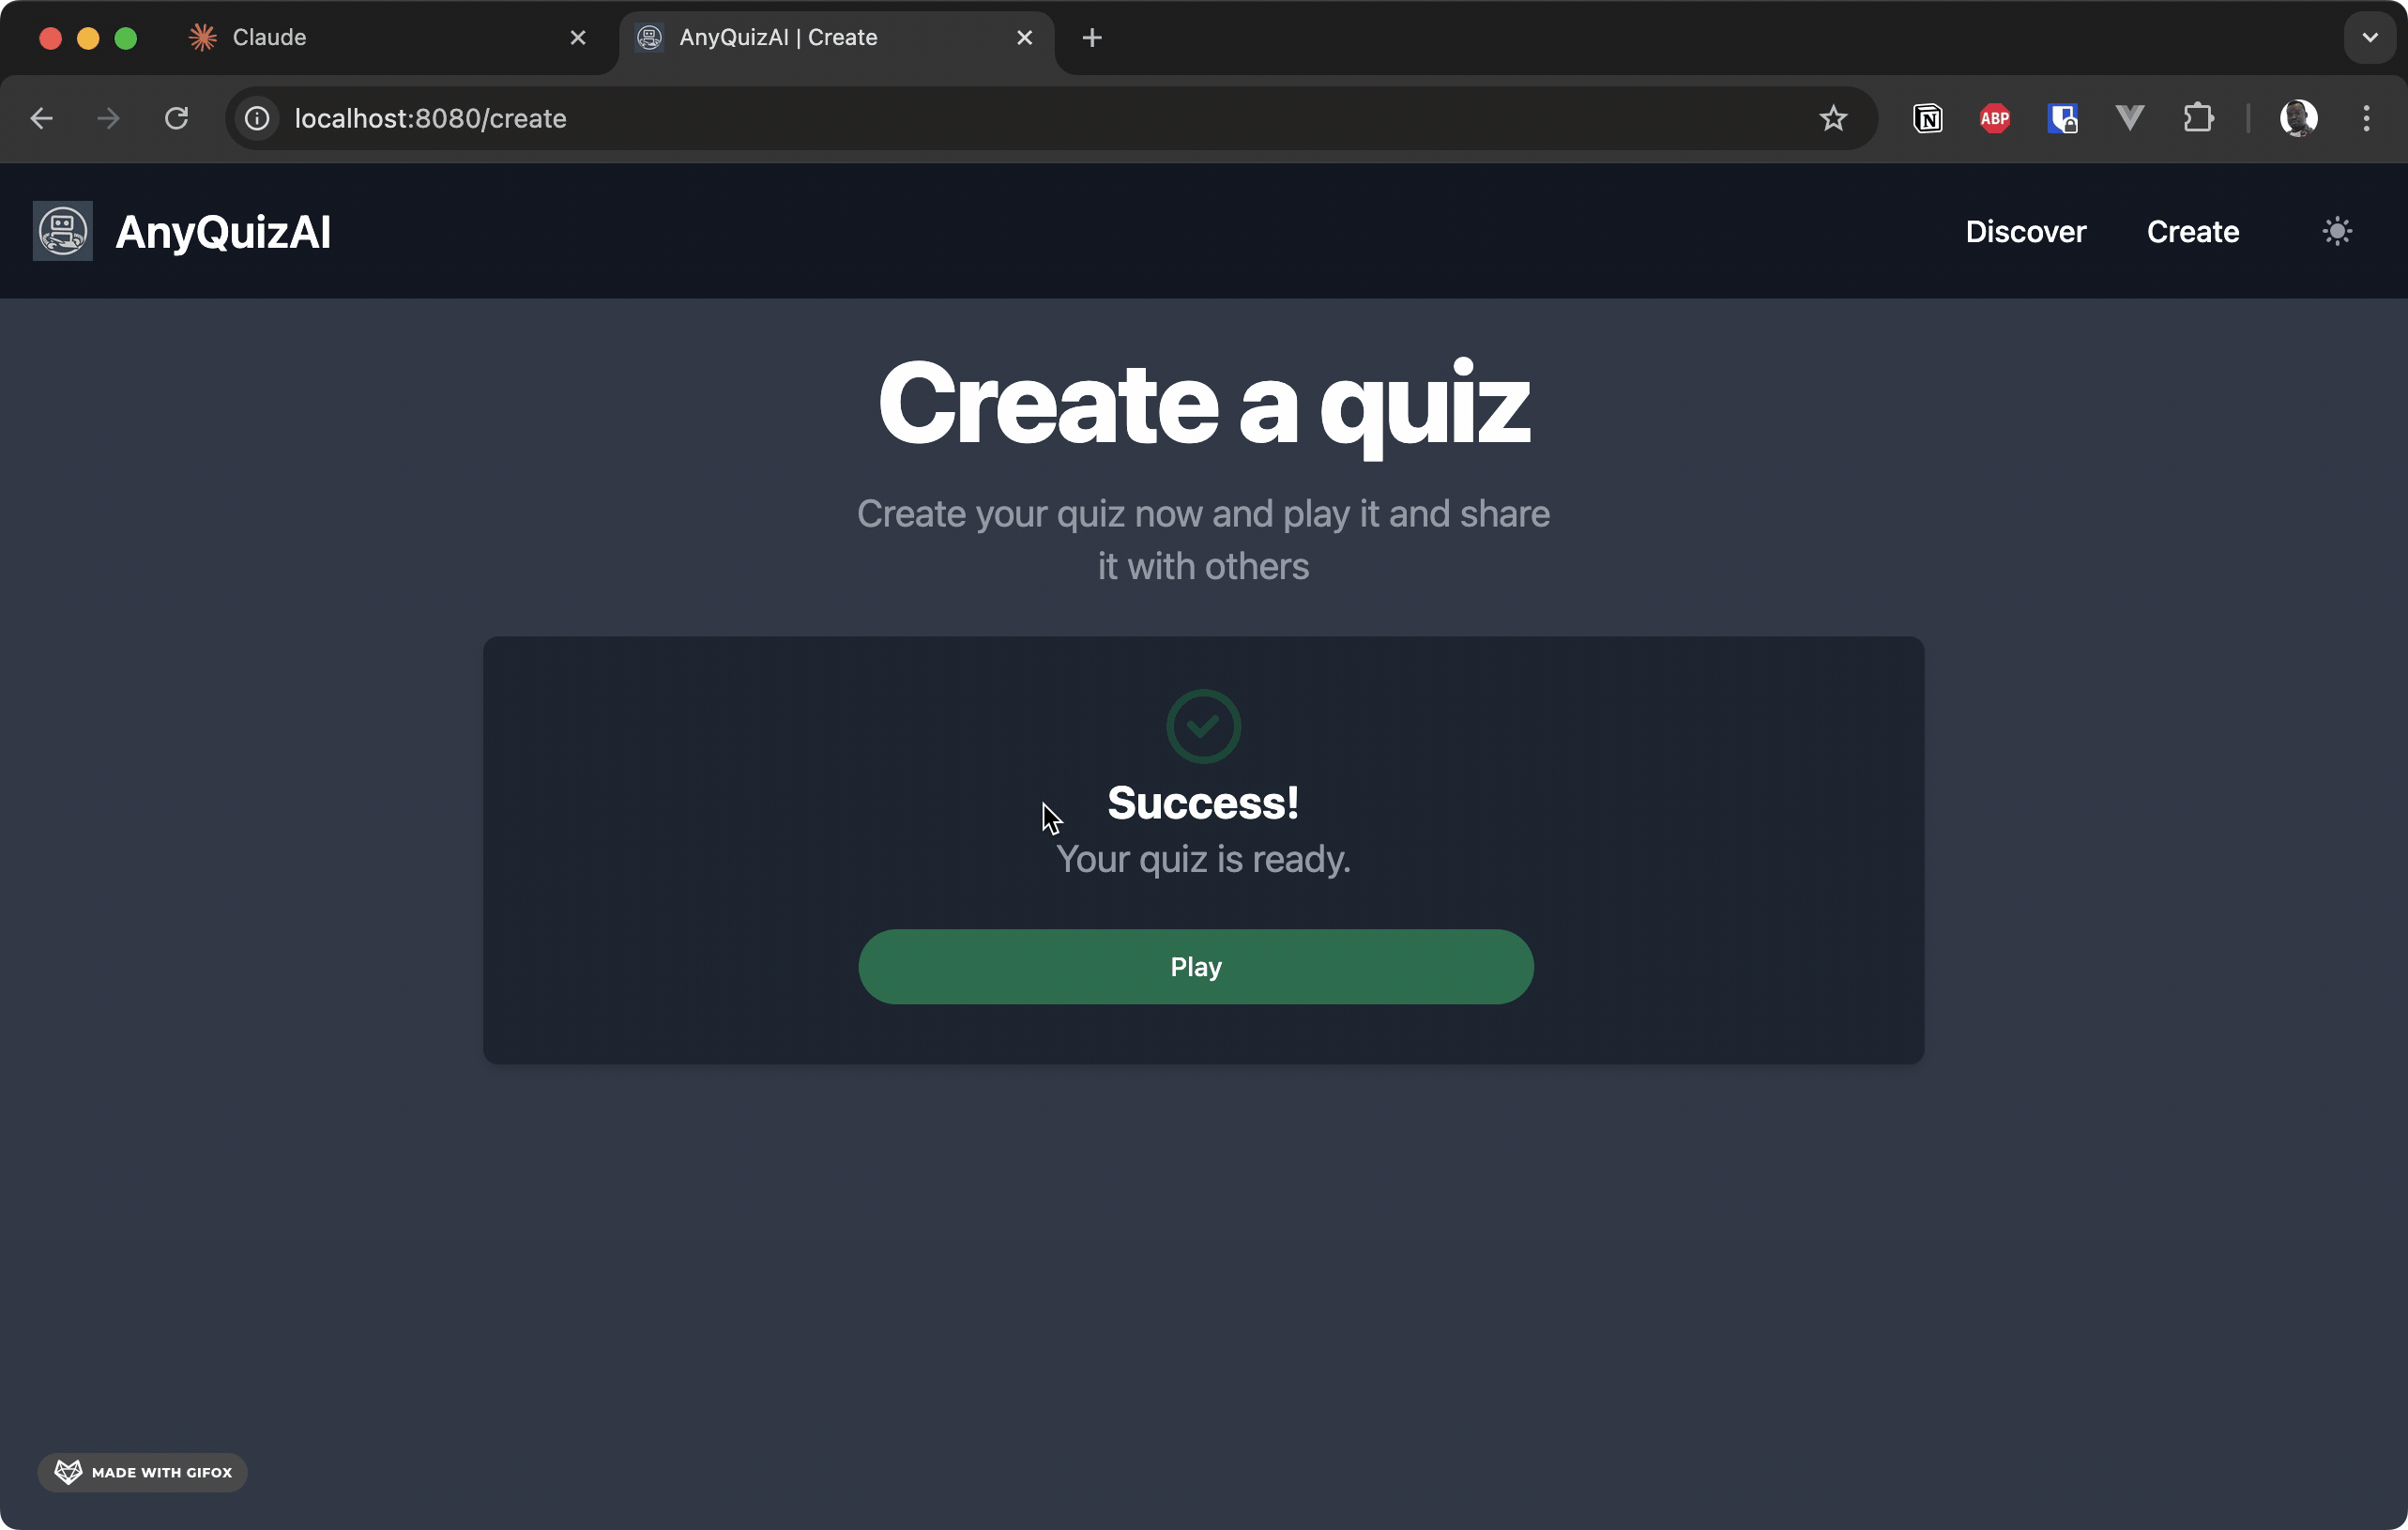 Claude
AnyQuizAI | Create
localhost:8080/create
N
ABP
AnyQuizAI
Discover
Create
Create a quiz
Create your quiz now and play it and share
it with others
Success!
Your quiz is ready.
Play
MADE WITH GIFOX